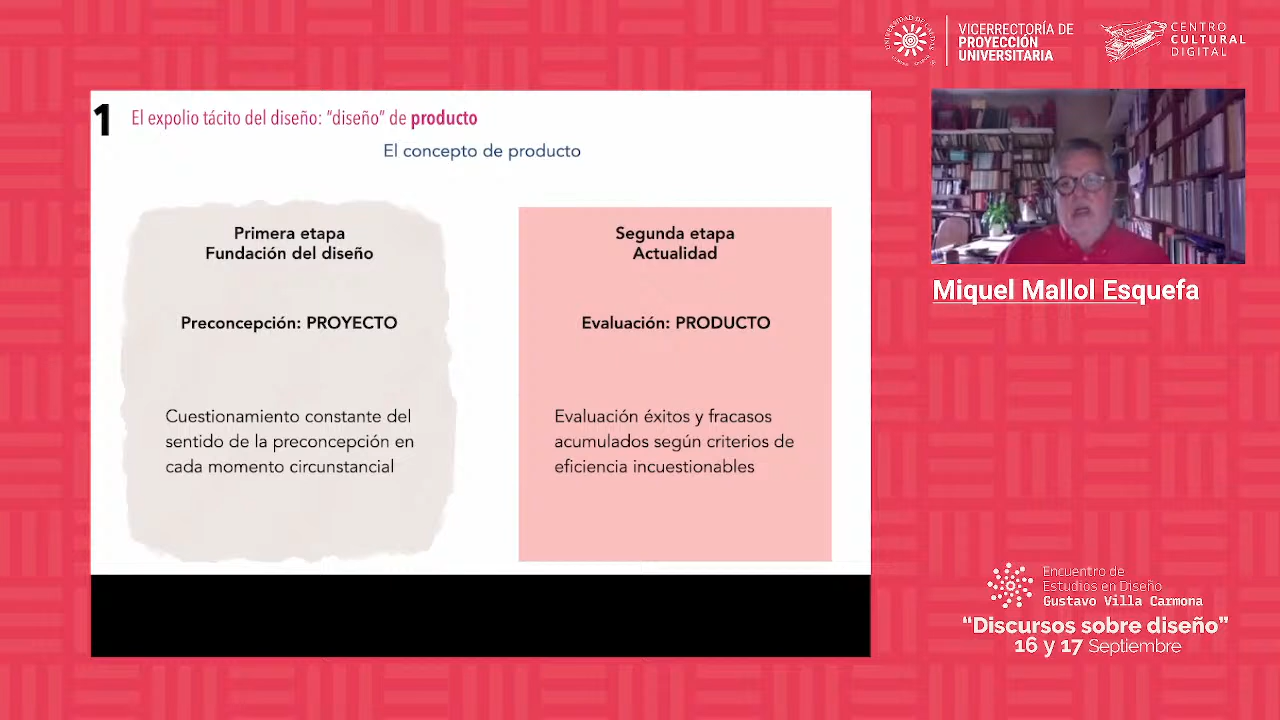 VICERRECTORÍA DE
PROYECCIÓN
UNIVERSITARIA
CENTRO
CULTURAL
DIGITAL
1
El expolio tácito del diseño: “diseño” de producto
El concepto de producto
Primera etapa
Fundación del diseño
Preconcepción: PROYECTO
Cuestionamiento constante del
sentido de la preconcepción en
cada momento circunstancial
Segunda etapa
Actualidad
Evaluación: PRODUCTO
Evaluación éxitos y fracasos
acumulados según criterios de
eficiencia incuestionables
Miquel Mallol Esquefa
Encuentro de
Estudios en Diseño
Gustavo Villa Carmona
“Discursos sobre diseño”
16 y 17 Septiembre